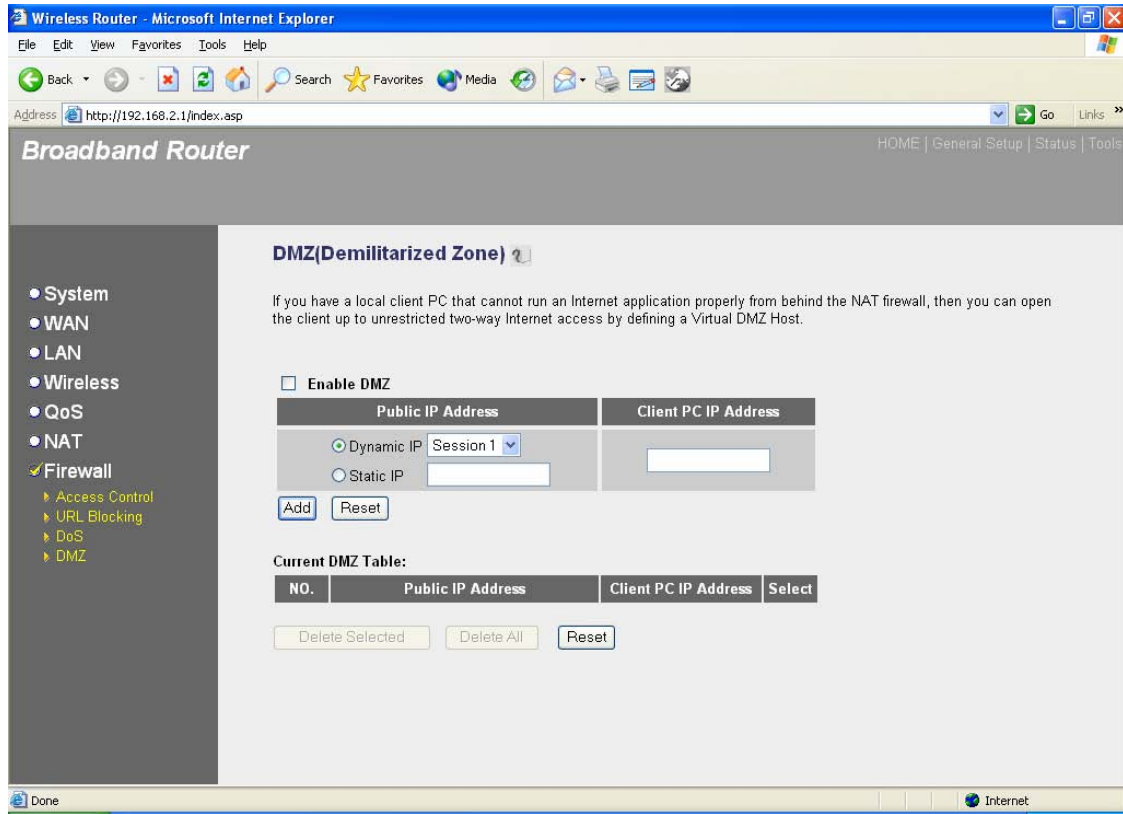 Wireless Router - Microsoft Internet Explorer
File Edit View Favorites Tools Help
Back Search Favorites Media
Address http://192.168.2.1/index.asp Go Links »
Broadband Router
HOME | General Setup | Status | Tools
System
WAN
LAN
Wireless
QoS
NAT
Firewall
Access Control
URL Blocking
DoS
DMZ
DMZ(Demilitarized Zone)
If you have a local client PC that cannot run an Internet application properly from behind the NAT firewall, then you can open
the client up to unrestricted two-way Internet access by defining a Virtual DMZ Host.
Enable DMZ
Public IP Address Client PC IP Address
Dynamic IP Session 1
Static IP
Add Reset
Current DMZ Table:
NO. Public IP Address Client PC IP Address Select
Delete Selected Delete All Reset
Done Internet